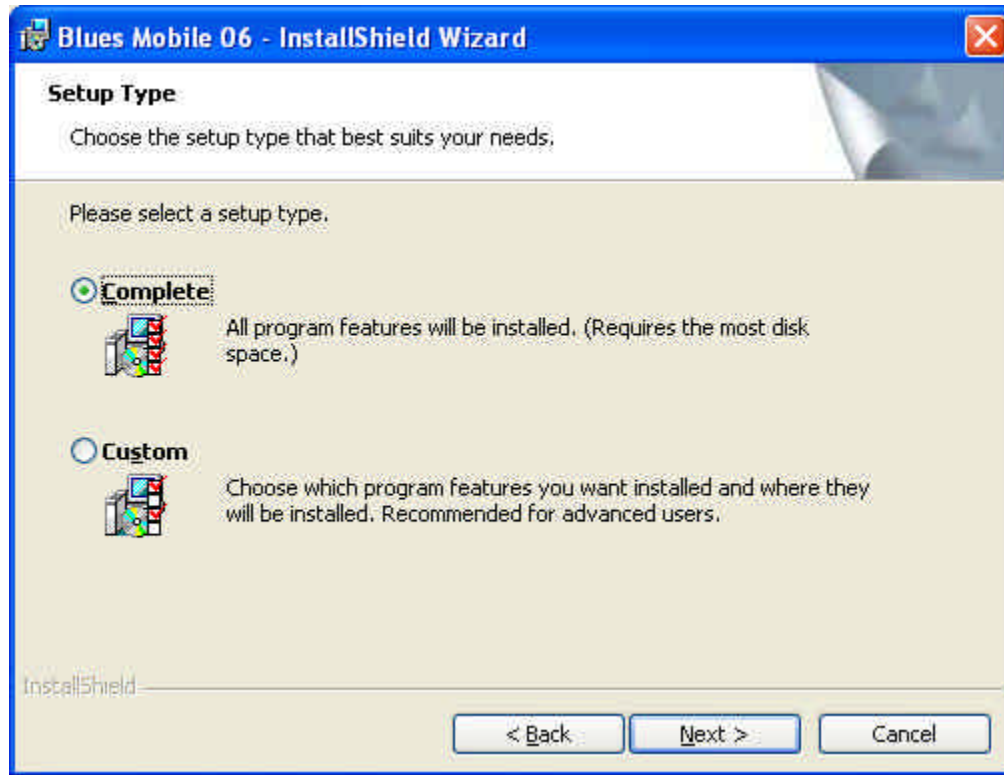 Blues Mobile 06 - InstallShield Wizard
Setup Type
Choose the setup type that best suits your needs.
Please select a setup type.
Complete
All program features will be installed. (Requires the most disk
space.)
Custom
Choose which program features you want installed and where they
will be installed. Recommended for advanced users.
InstallShield
< Back
Next >
Cancel